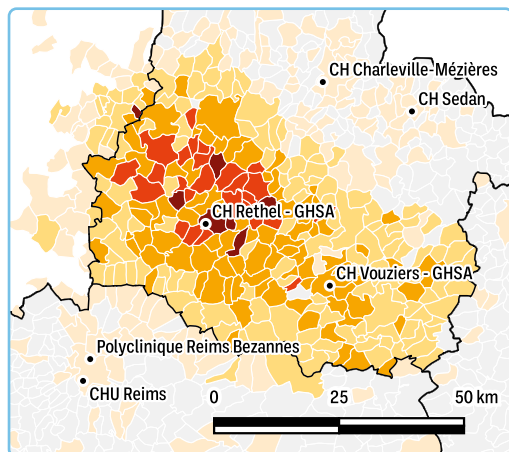 CH Charleville-Mézières
CH Sedan
CH Rethel - GHSA
CH Vouziers - GHSA
Polyclinique Reims Bezannes
CHU Reims
0 25 50 km